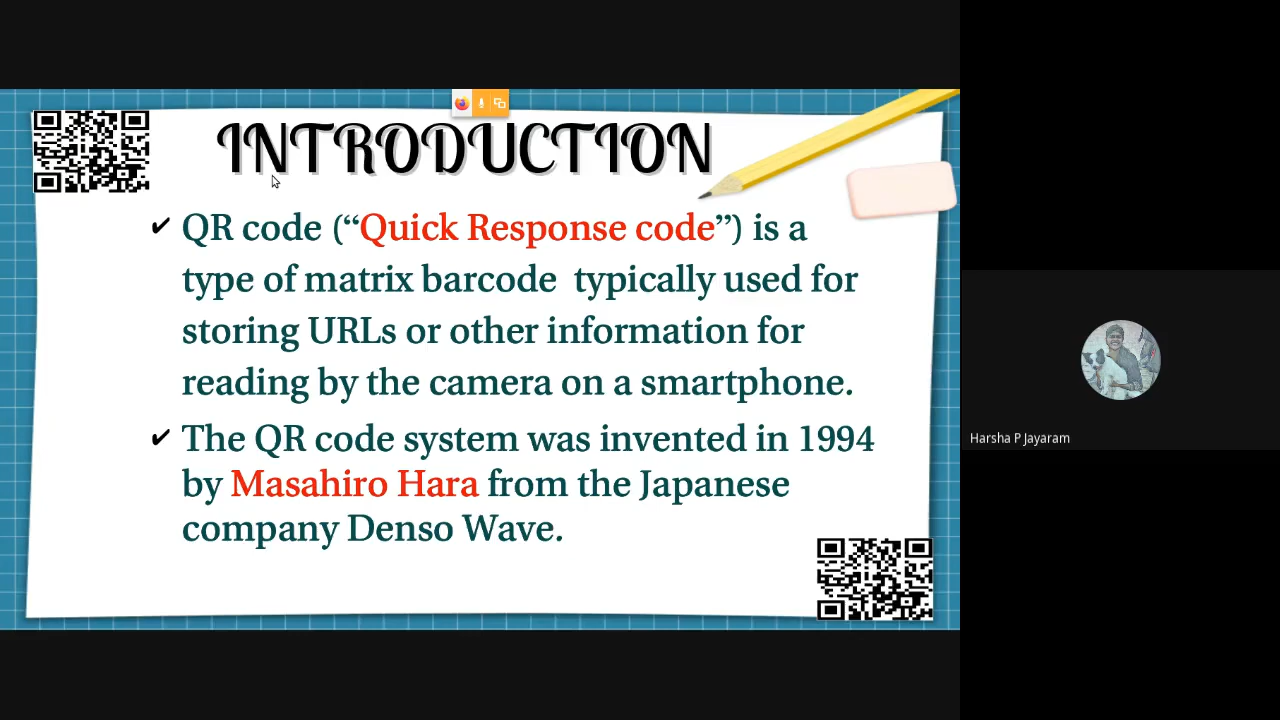 INTRODUCTION
✔ QR code (“Quick Response code”) is a
type of matrix barcode  typically used for
storing URLs or other information for
reading by the camera on a smartphone.
✔ The QR code system was invented in 1994
by Masahiro Hara from the Japanese
company Denso Wave.
Harsha P Jayaram